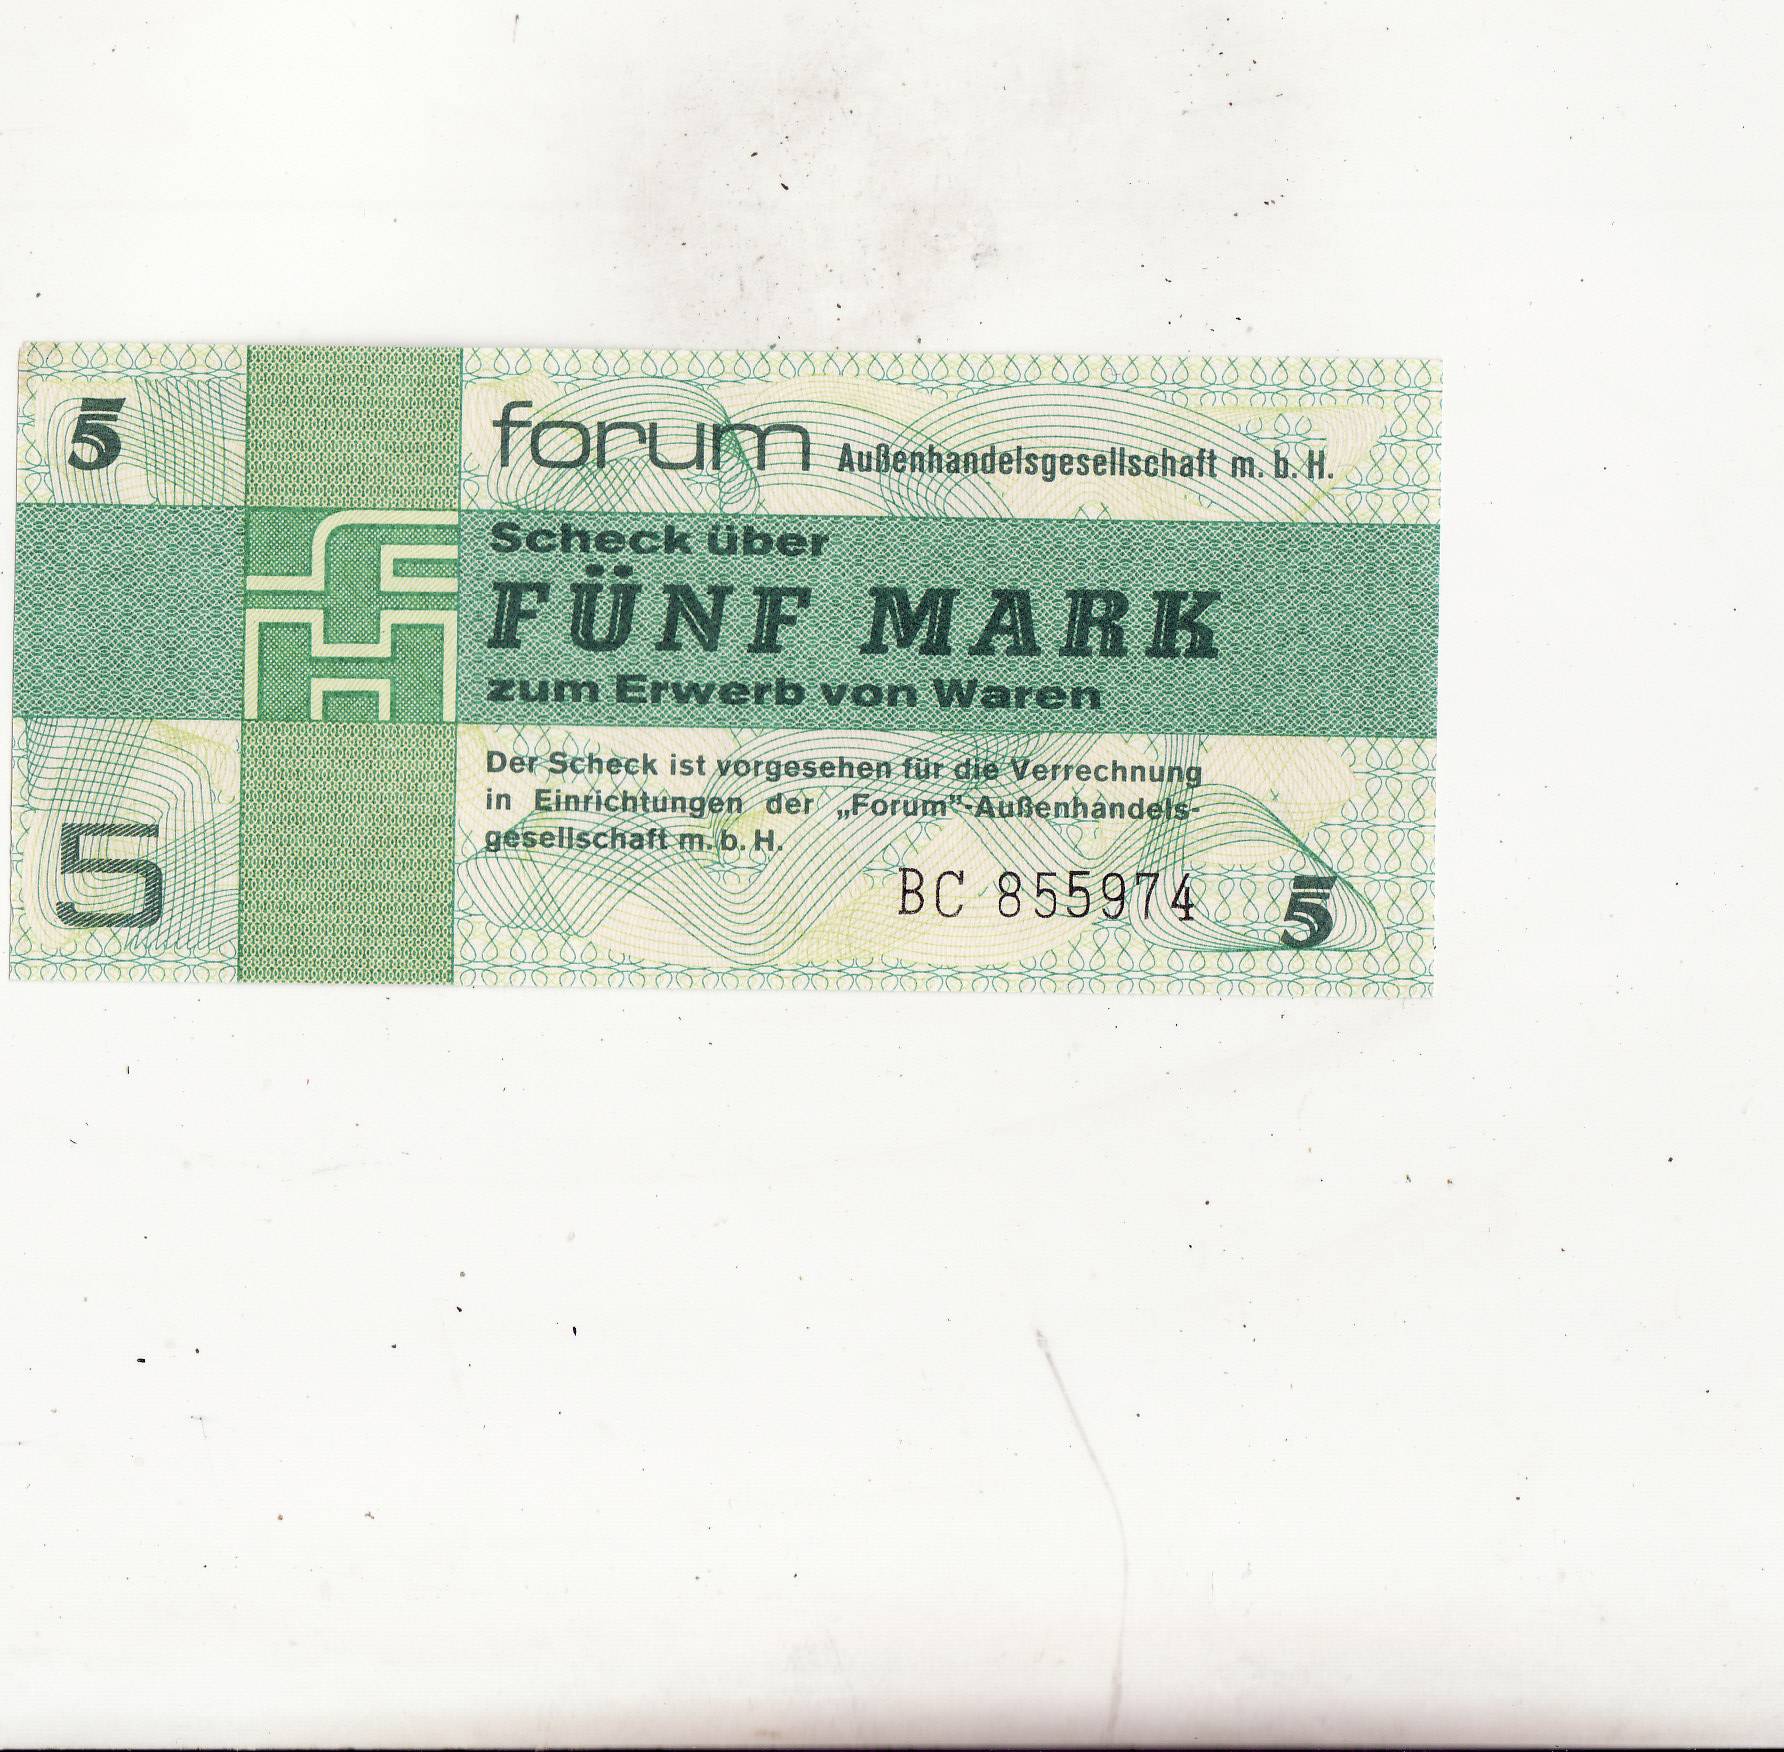 5
forum Außenhandelsgesellschaft m. b. H.
Scheck über
FÜNF MARK
zum Erwerb von Waren
Der Scheck ist vorgesehen für die Verrechnung
in Einrichtungen der „Forum”-Außenhandels-
gesellschaft m. b. H.
5
BC 855974
5